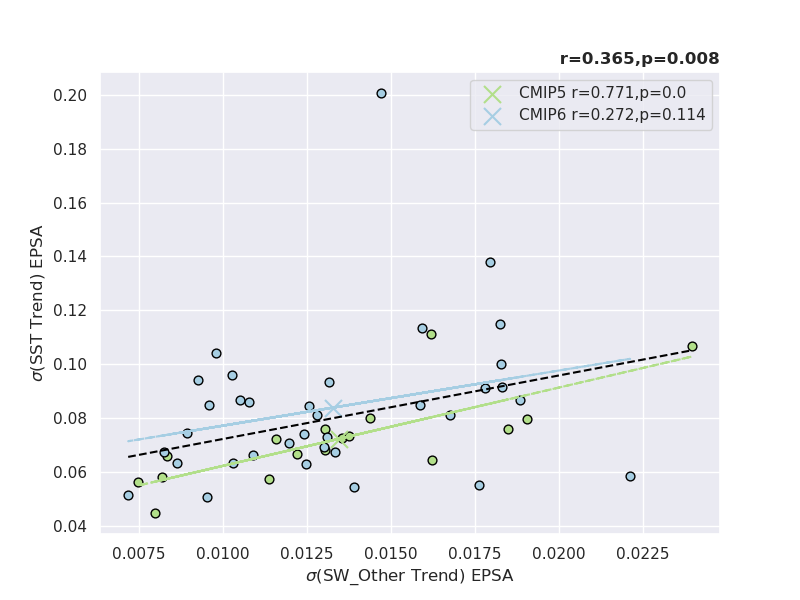 r=0.365,p=0.008
CMIP5 r=0.771,p=0.0
CMIP6 r=0.272,p=0.114
0.20
0.18
0.16
0.14
0.12
0.10
0.08
0.06
0.04
σ(SST Trend) EPSA
0.0075 0.0100 0.0125 0.0150 0.0175 0.0200 0.0225
σ(SW_Other Trend) EPSA